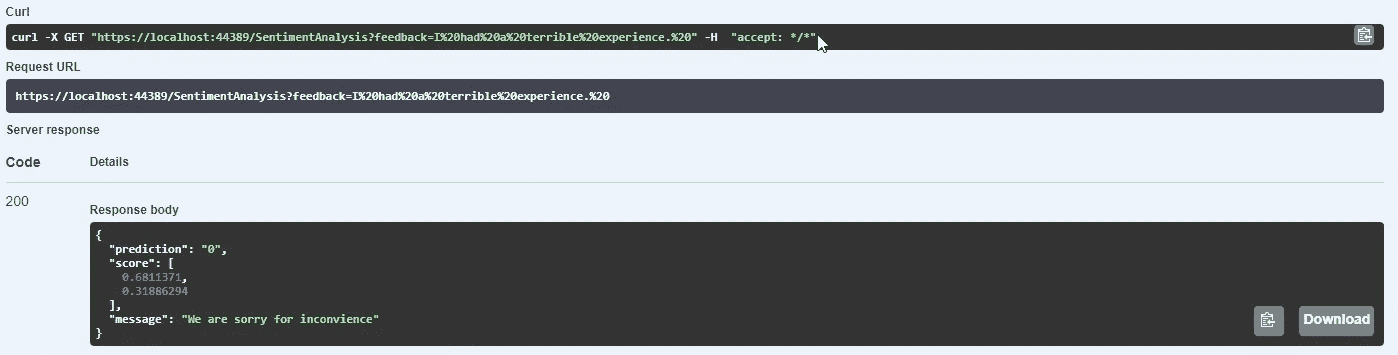 Curl
curl -X GET "https://localhost:44389/SentimentAnalysis?feedback=I%20had%20a%20terrible%20experience.%20" -H  "accept: */*"
Request URL
https://localhost:44389/SentimentAnalysis?feedback=I%20had%20a%20terrible%20experience.%20
Server response
Code Details
200
Response body
{
  "prediction": "0",
  "score": [
    0.6811371,
    0.31886294
  ],
  "message": "We are sorry for inconvience"
}
Download